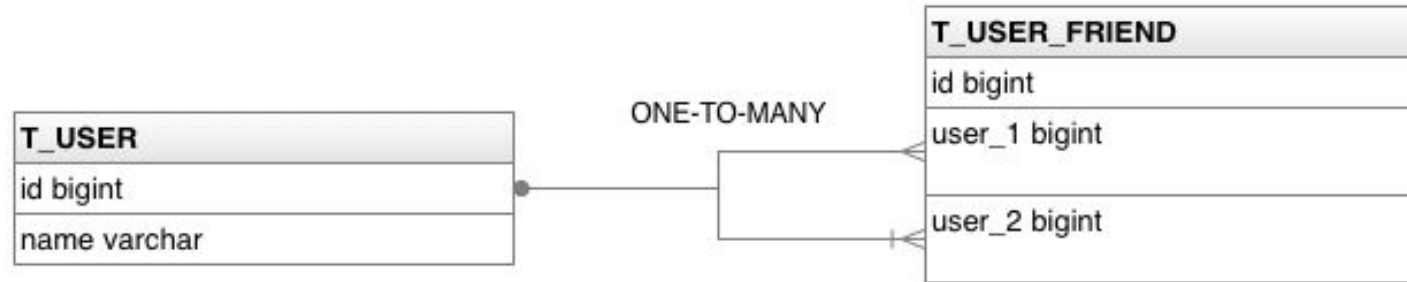 T_USER
id bigint
name varchar
ONE-TO-MANY
T_USER_FRIEND
id bigint
user_1 bigint
user_2 bigint